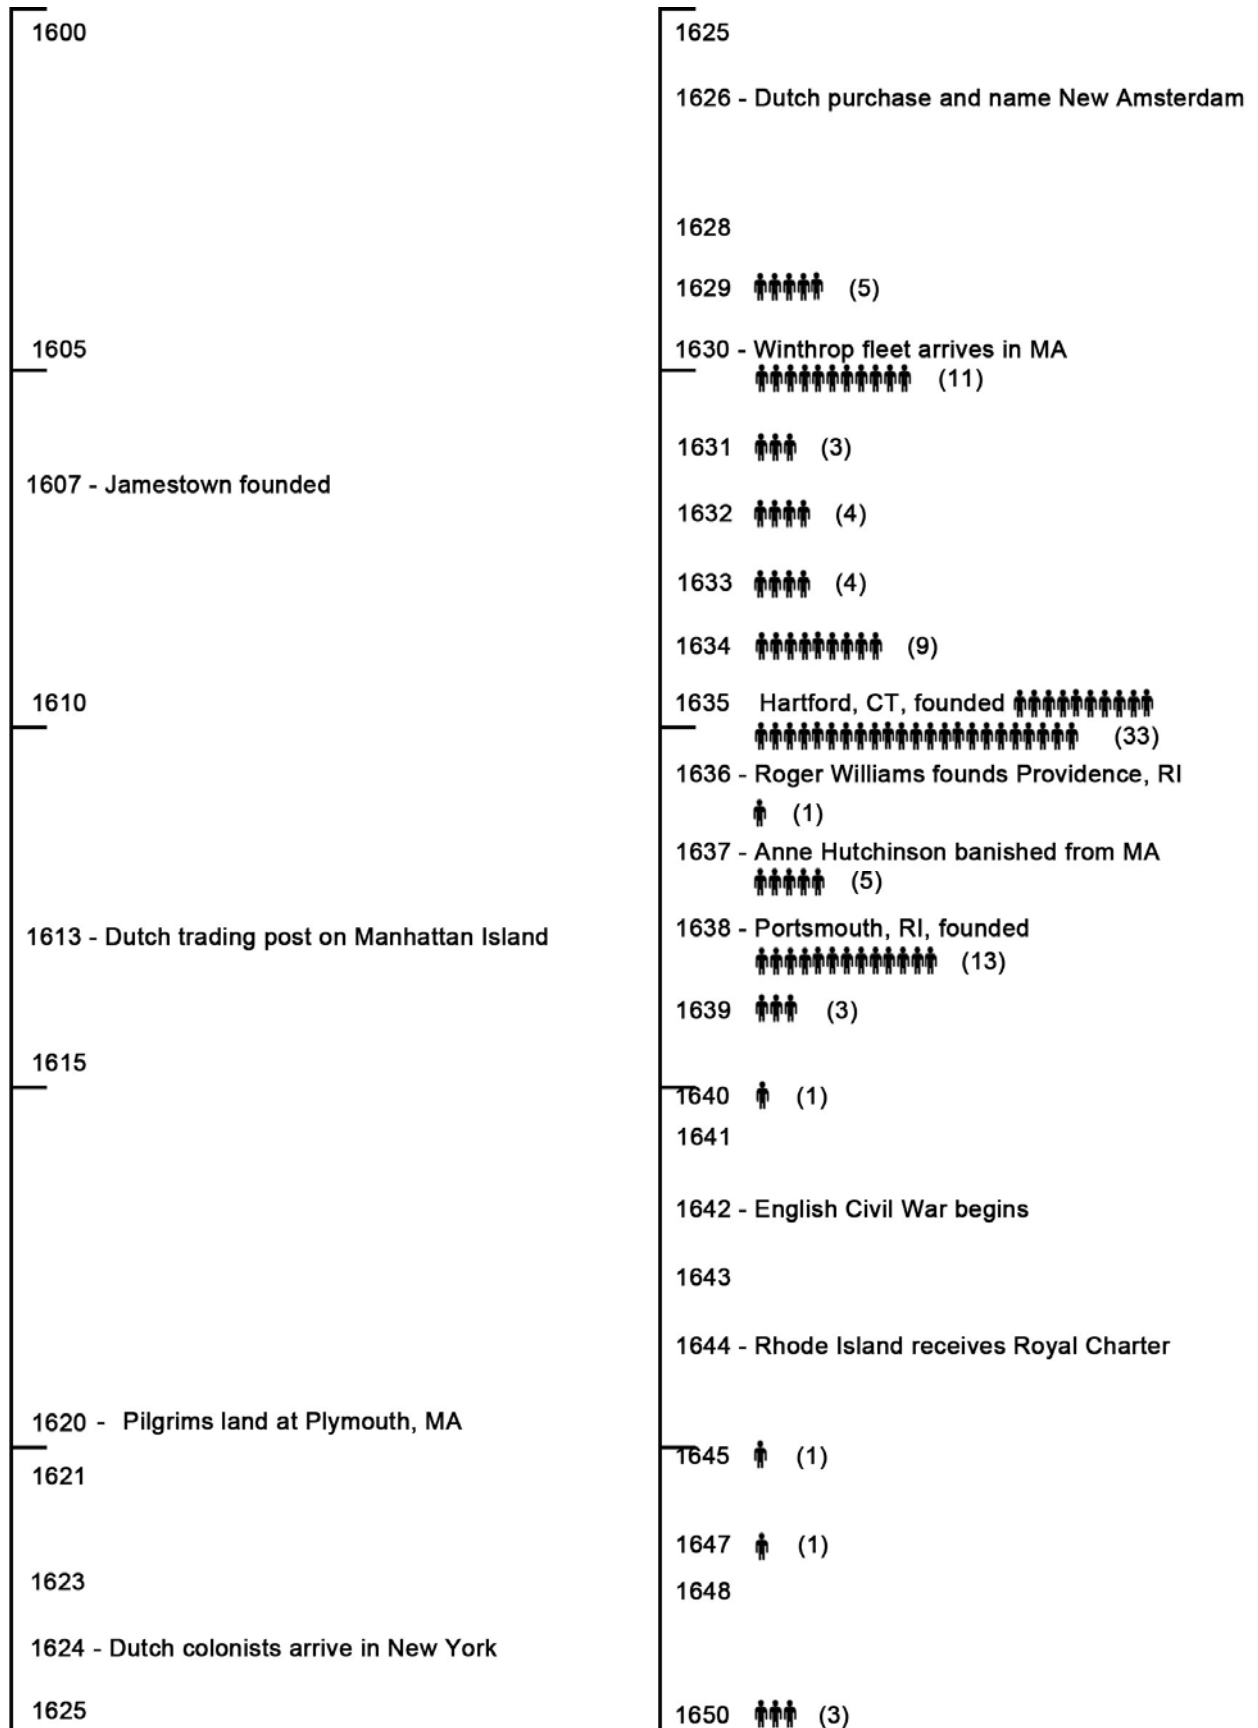 1600
1605
1607 - Jamestown founded
1610
1613 - Dutch trading post on Manhattan Island
1615
1620 - Pilgrims land at Plymouth, MA
1621
1623
1624 - Dutch colonists arrive in New York
1625
1625
1626 - Dutch purchase and name New Amsterdam
1628
1629 (5)
1630 - Winthrop fleet arrives in MA
(11)
1631 (3)
1632 (4)
1633 (4)
1634 (9)
1635 Hartford, CT, founded
(33)
1636 - Roger Williams founds Providence, RI
(1)
1637 - Anne Hutchinson banished from MA
(5)
1638 - Portsmouth, RI, founded
(13)
1639 (3)
1640 (1)
1641
1642 - English Civil War begins
1643
1644 - Rhode Island receives Royal Charter
1645 (1)
1647 (1)
1648
1650 (3)